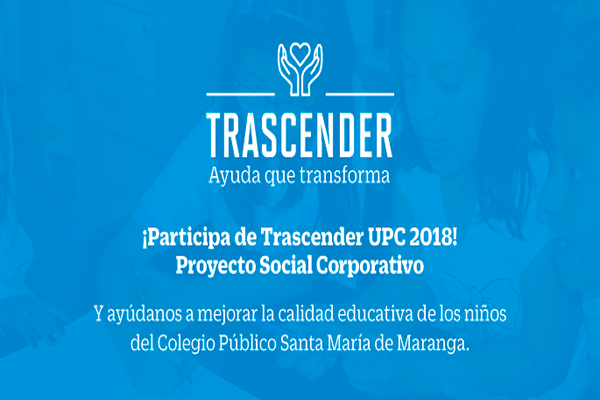 TRASCENDER
Ayuda que transforma
¡Participa de Trascender UPC 2018!
Proyecto Social Corporativo
Y ayúdanos a mejorar la calidad educativa de los niños
del Colegio Público Santa María de Maranga.